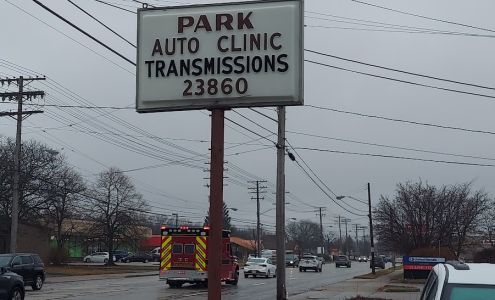 PARK
AUTO CLINIC
TRANSMISSIONS
23860